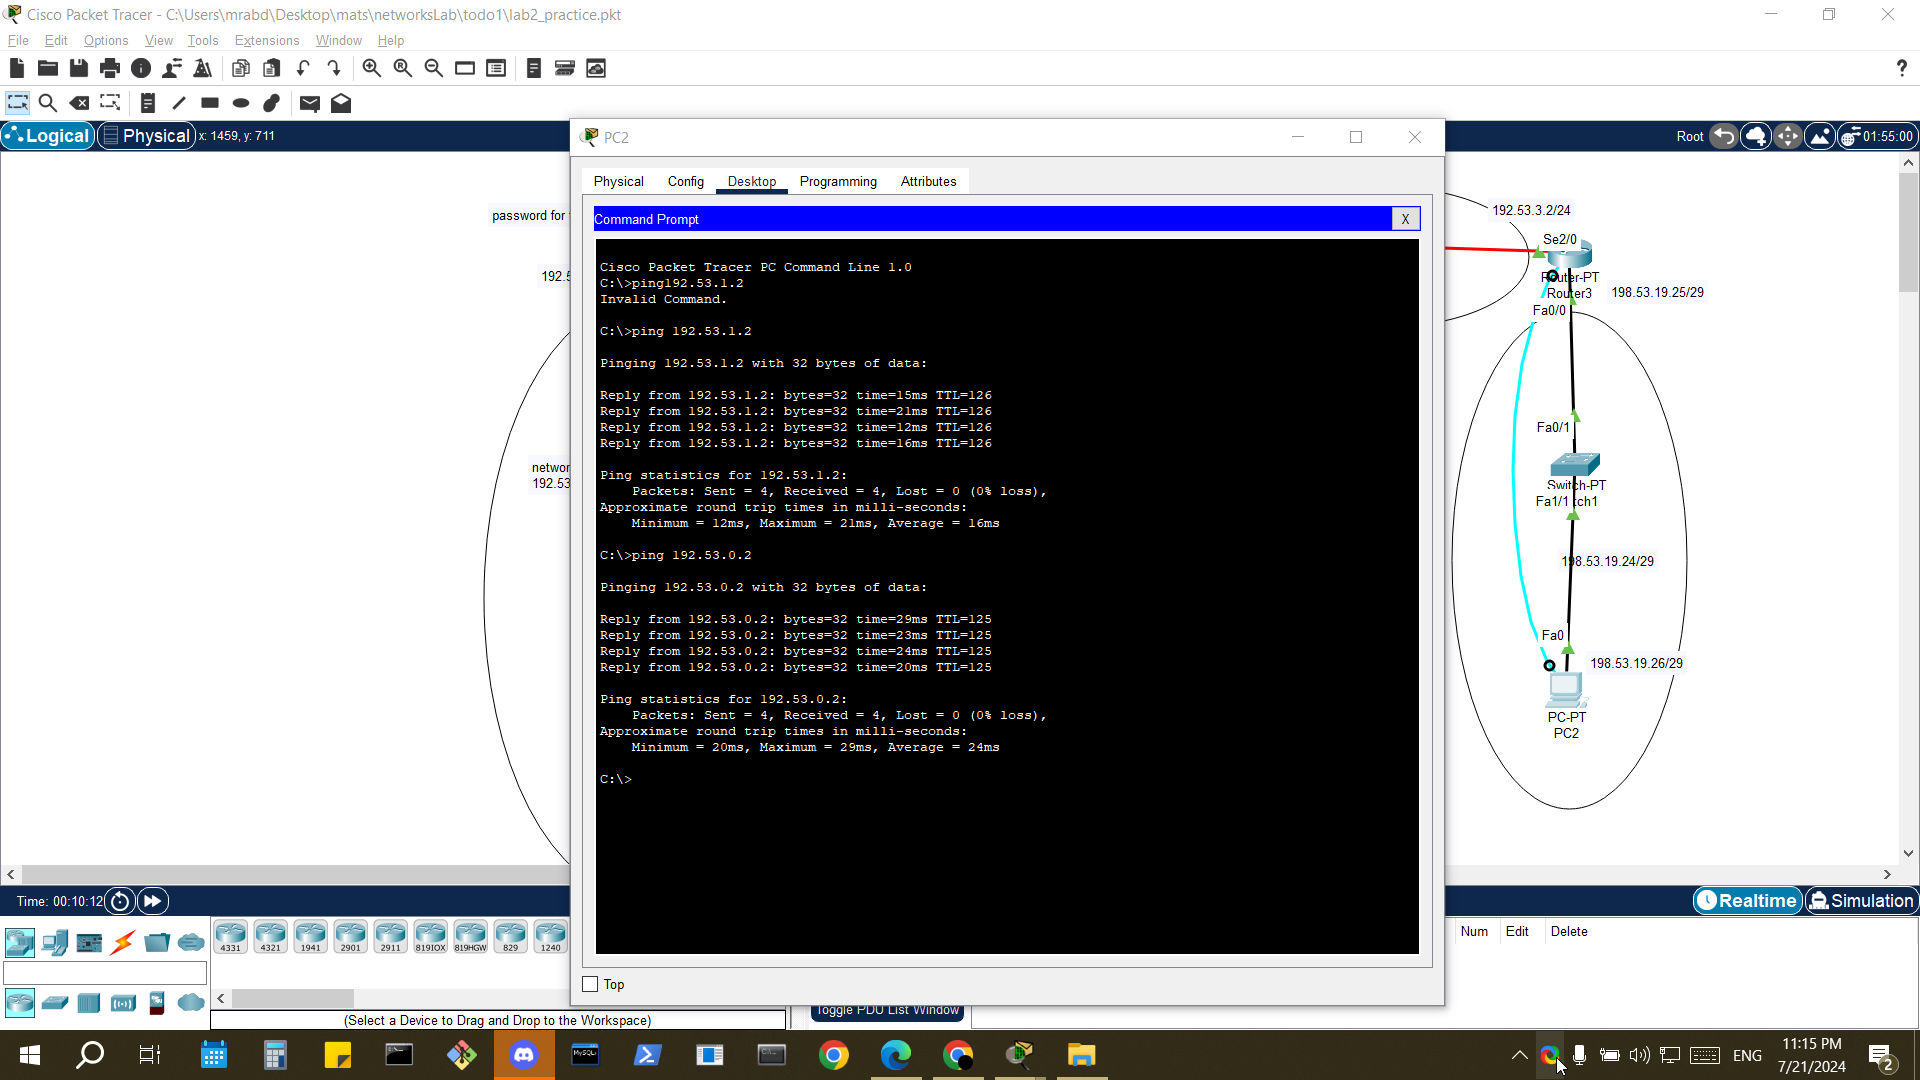 Cisco Packet Tracer - C:\Users\mrabd\Desktop\mats\networksLab\todo1\lab2_practice.pkt
File Edit Options View Tools Extensions Window Help
?
Logical Physical x: 1459, y: 711
Root 01:55:00
PC2
Physical Config Desktop Programming Attributes
Command Prompt X
Cisco Packet Tracer PC Command Line 1.0
C:\>ping192.53.1.2
Invalid Command.
C:\>ping 192.53.1.2
Pinging 192.53.1.2 with 32 bytes of data:
Reply from 192.53.1.2: bytes=32 time=15ms TTL=126
Reply from 192.53.1.2: bytes=32 time=21ms TTL=126
Reply from 192.53.1.2: bytes=32 time=12ms TTL=126
Reply from 192.53.1.2: bytes=32 time=16ms TTL=126
Ping statistics for 192.53.1.2:
Packets: Sent = 4, Received = 4, Lost = 0 (0% loss),
Approximate round trip times in milli-seconds:
Minimum = 12ms, Maximum = 21ms, Average = 16ms
C:\>ping 192.53.0.2
Pinging 192.53.0.2 with 32 bytes of data:
Reply from 192.53.0.2: bytes=32 time=29ms TTL=125
Reply from 192.53.0.2: bytes=32 time=23ms TTL=125
Reply from 192.53.0.2: bytes=32 time=24ms TTL=125
Reply from 192.53.0.2: bytes=32 time=20ms TTL=125
Ping statistics for 192.53.0.2:
Packets: Sent = 4, Received = 4, Lost = 0 (0% loss),
Approximate round trip times in milli-seconds:
Minimum = 20ms, Maximum = 29ms, Average = 24ms
C:\>
Top
password for
192.5
networ
192.53
192.53.3.2/24
Se2/0
Router-PT
Router3
198.53.19.25/29
Fa0/0
Fa0/1
Switch-PT
Fa1/1 tch1
198.53.19.24/29
Fa0
198.53.19.26/29
PC-PT
PC2
Time: 00:10:12
Realtime Simulation
4331 4321 1941 2901 2911 819IOX 819HGW 829 1240
Num Edit Delete
Toggle PDU List Window
(Select a Device to Drag and Drop to the Workspace)
MySQL
ENG
11:15 PM
7/21/2024
2